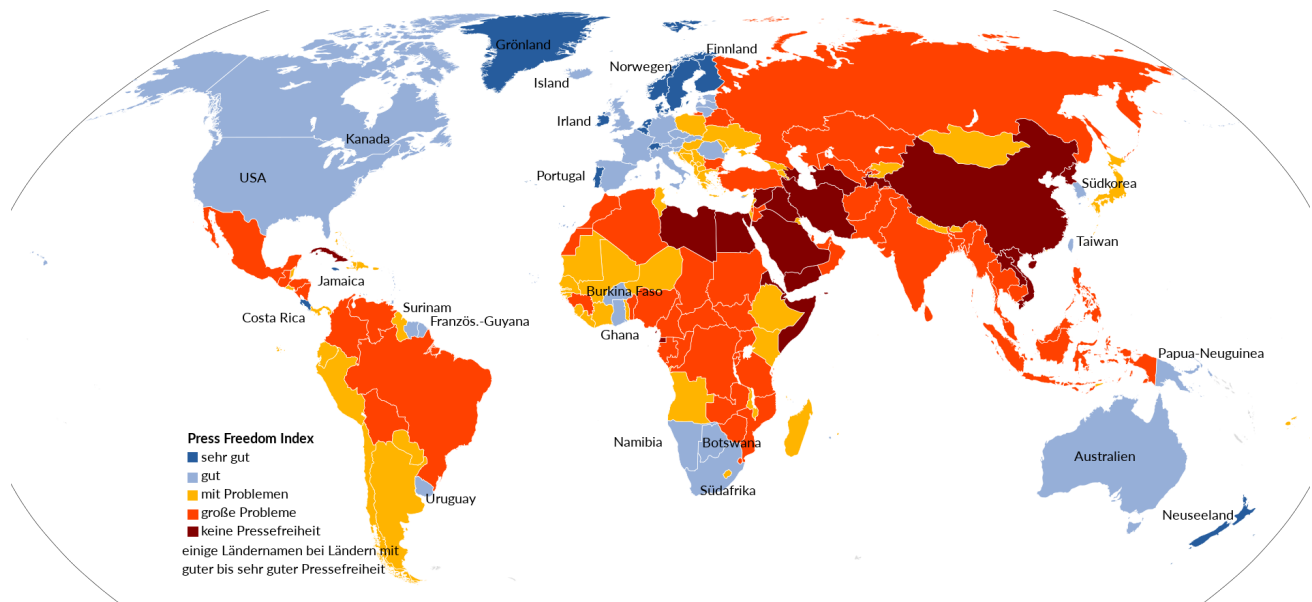 Grönland
Finnland
Norwegen
Island
Irland
Kanada
USA
Portugal
Südkorea
Taiwan
Jamaica
Burkina Faso
Surinam
Costa Rica
Französ.-Guyana
Ghana
Papua-Neuguinea
Namibia
Botswana
Australien
Südafrika
Uruguay
Neuseeland
Press Freedom Index
sehr gut
gut
mit Problemen
große Probleme
keine Pressefreiheit
einige Ländernamen bei Ländern mit
guter bis sehr guter Pressefreiheit